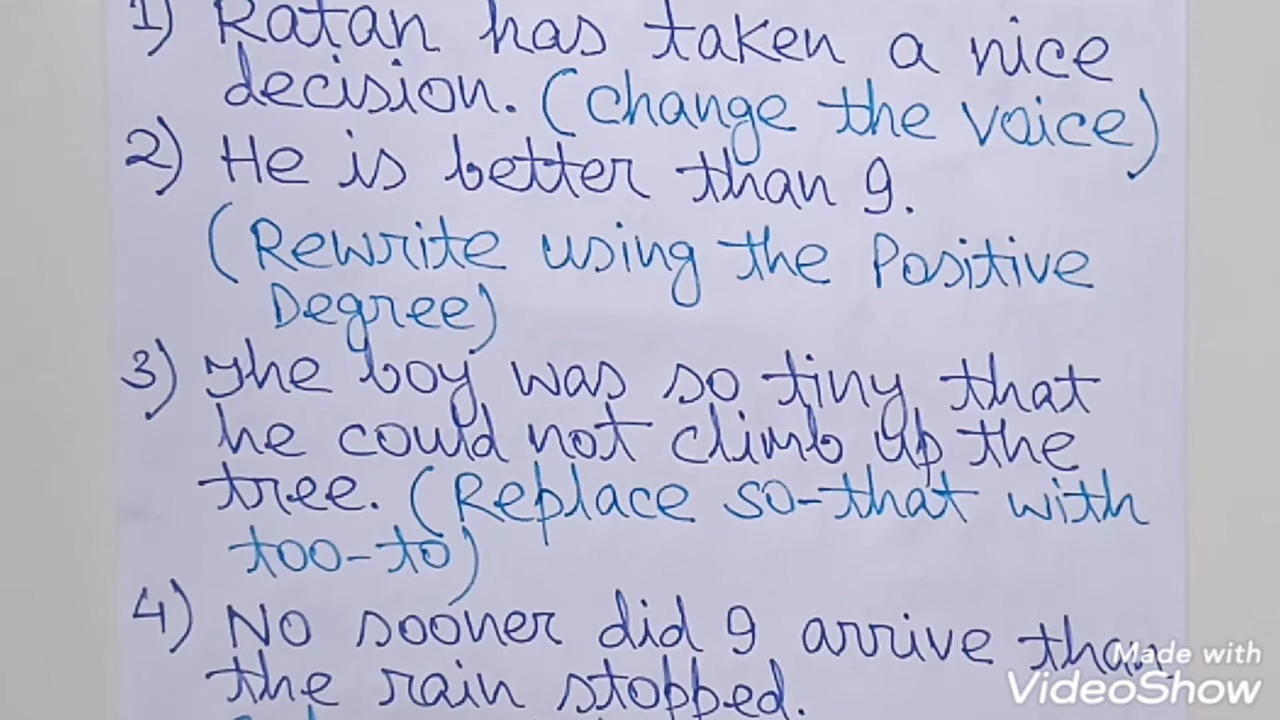 1) Ratan has taken a nice
decision. (Change the Voice)
2) He is better than I.
(Rewrite using the Positive
Degree)
3) The boy was so tiny that
he could not climb up the
tree. (Replace so-that with
too-to)
4) No sooner did I arrive than
the rain stopped.
Made with
VideoShow